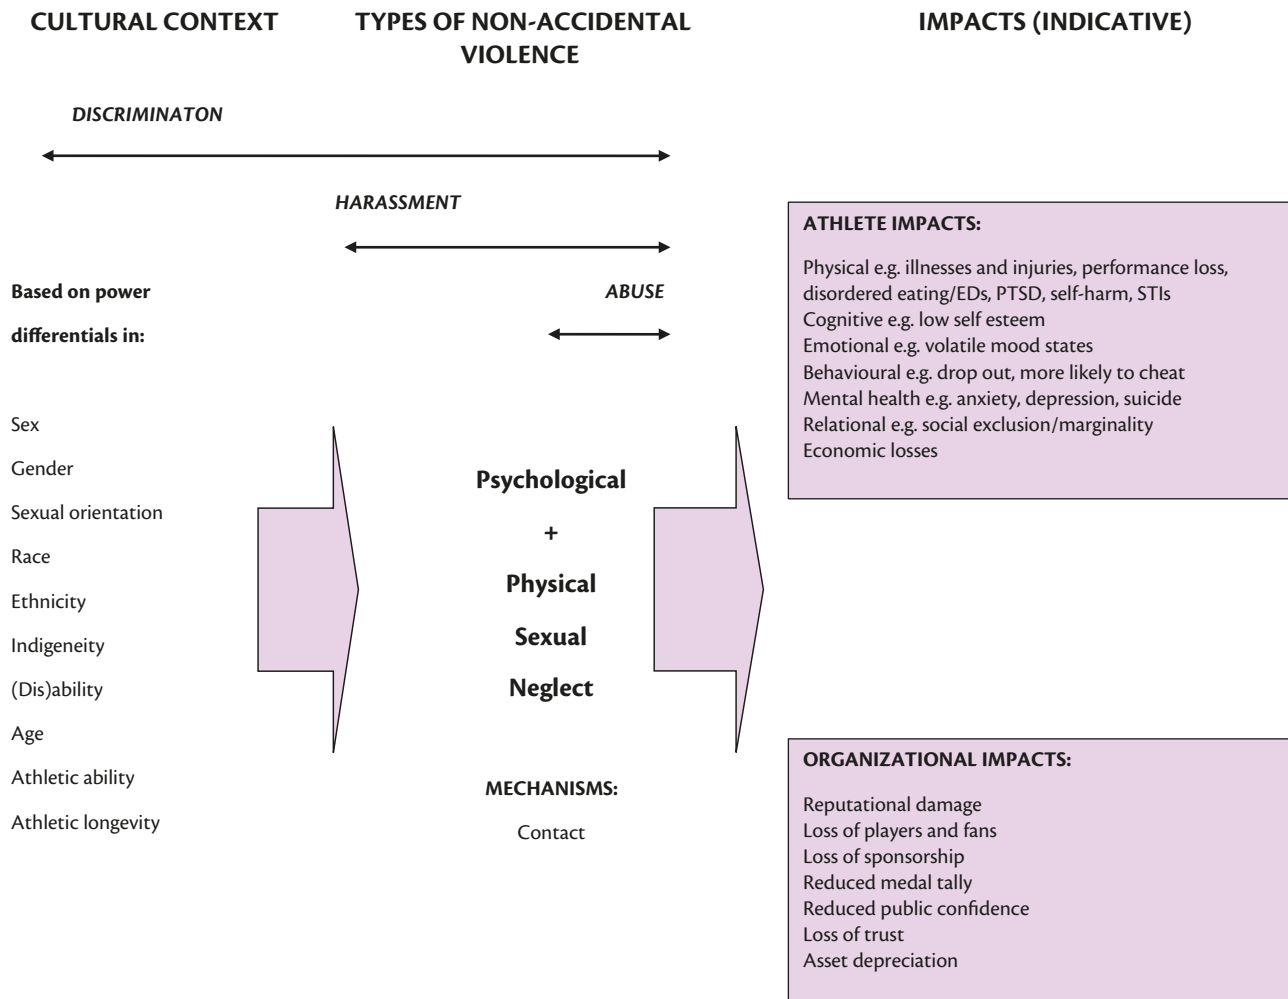 CULTURAL CONTEXT
TYPES OF NON-ACCIDENTAL
VIOLENCE
IMPACTS (INDICATIVE)
DISCRIMINATON
HARASSMENT
ABUSE
Based on power
differentials in:
Sex
Gender
Sexual orientation
Race
Ethnicity
Indigeneity
(Dis)ability
Age
Athletic ability
Athletic longevity
Psychological
+
Physical
Sexual
Neglect
MECHANISMS:
Contact
ATHLETE IMPACTS:
Physical e.g. illnesses and injuries, performance loss,
disordered eating/EDs, PTSD, self-harm, STIs
Cognitive e.g. low self esteem
Emotional e.g. volatile mood states
Behavioural e.g. drop out, more likely to cheat
Mental health e.g. anxiety, depression, suicide
Relational e.g. social exclusion/marginality
Economic losses
ORGANIZATIONAL IMPACTS:
Reputational damage
Loss of players and fans
Loss of sponsorship
Reduced medal tally
Reduced public confidence
Loss of trust
Asset depreciation